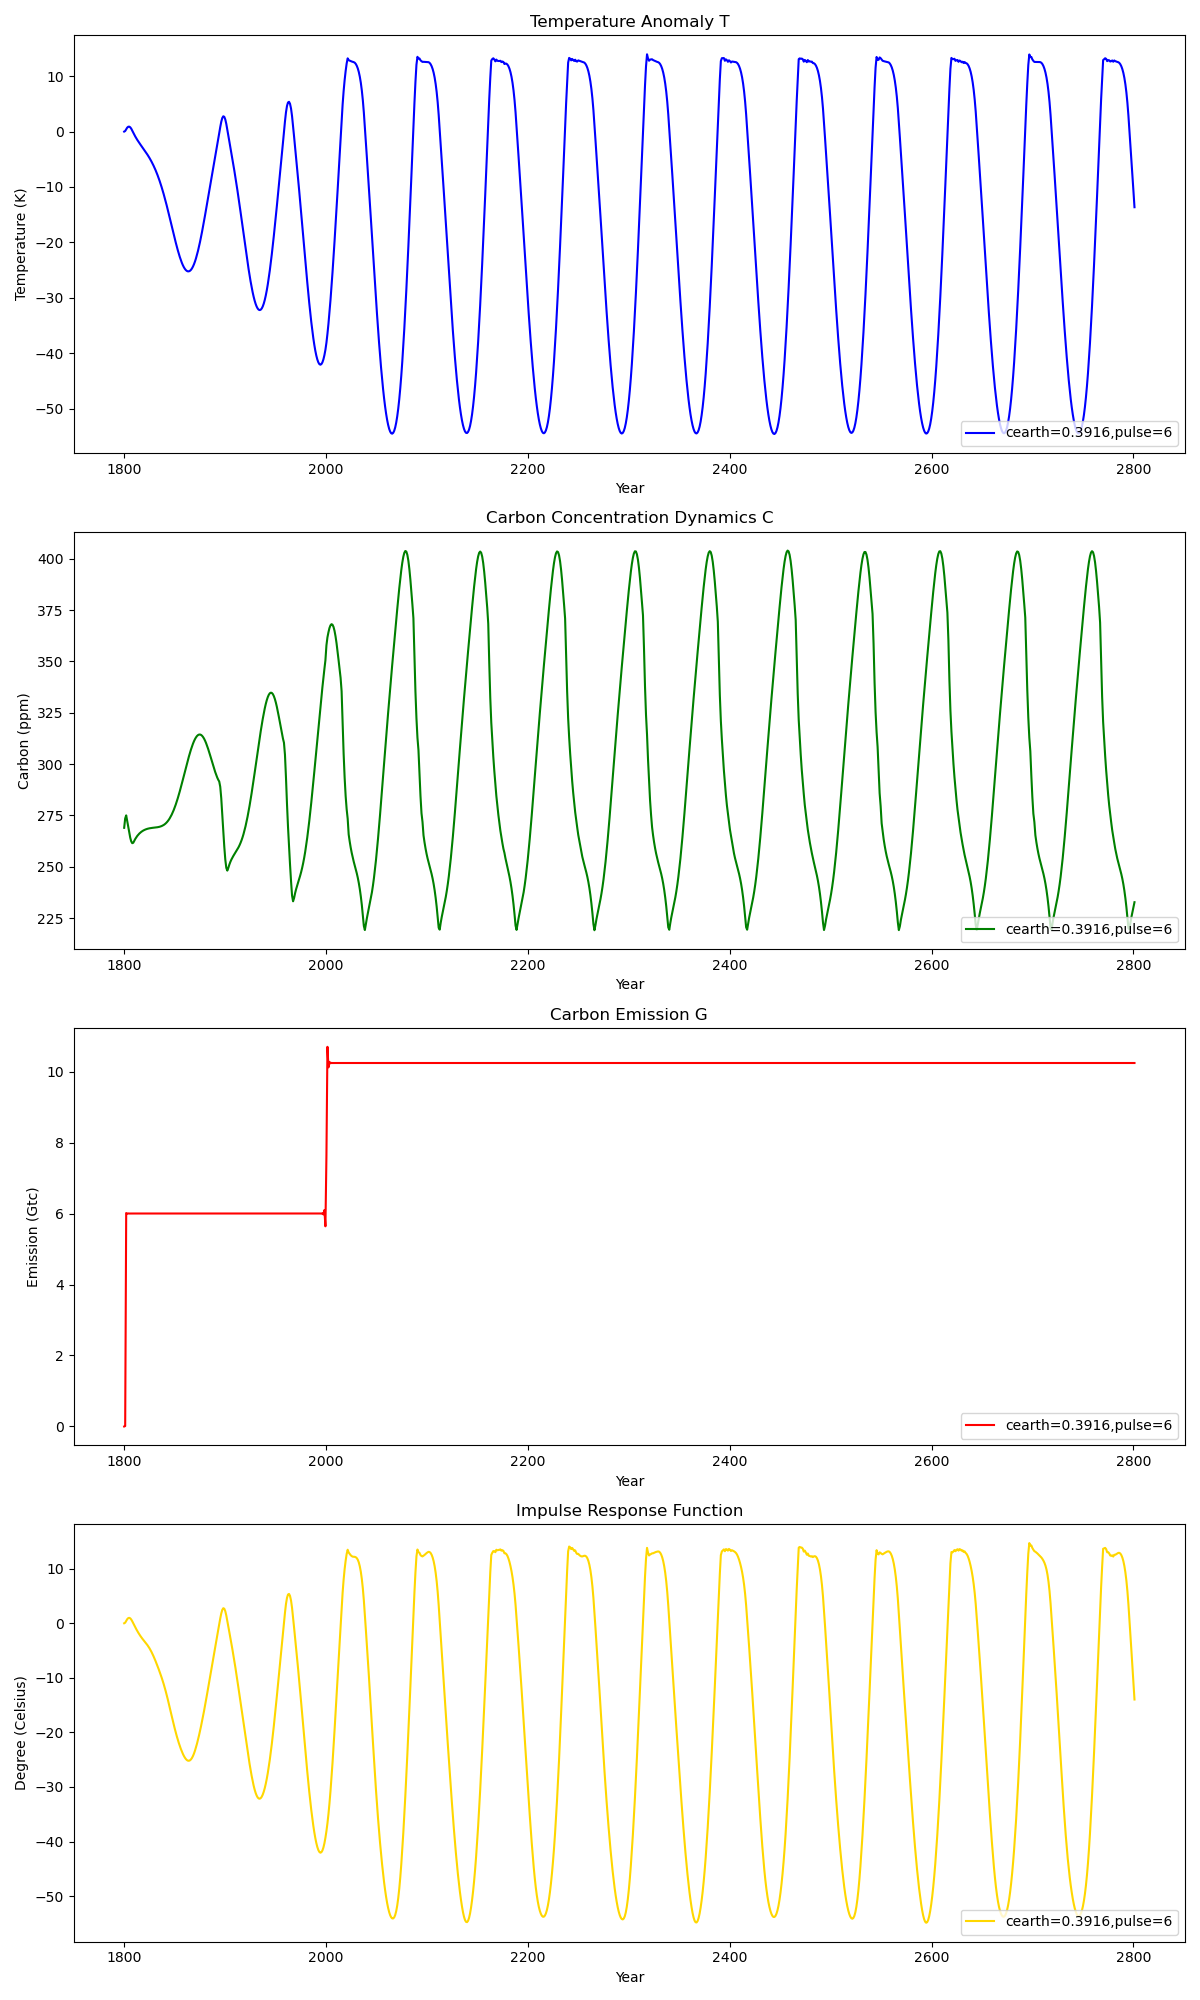 Temperature Anomaly T
10
0
−10
−20
−30
−40
−50
Temperature (K)
cearth=0.3916,pulse=6
1800 2000 2200 2400 2600 2800
Year
Carbon Concentration Dynamics C
400
375
350
325
300
275
250
225
Carbon (ppm)
cearth=0.3916,pulse=6
1800 2000 2200 2400 2600 2800
Year
Carbon Emission G
10
8
6
4
2
0
Emission (Gtc)
cearth=0.3916,pulse=6
1800 2000 2200 2400 2600 2800
Year
Impulse Response Function
10
0
−10
−20
−30
−40
−50
Degree (Celsius)
cearth=0.3916,pulse=6
1800 2000 2200 2400 2600 2800
Year